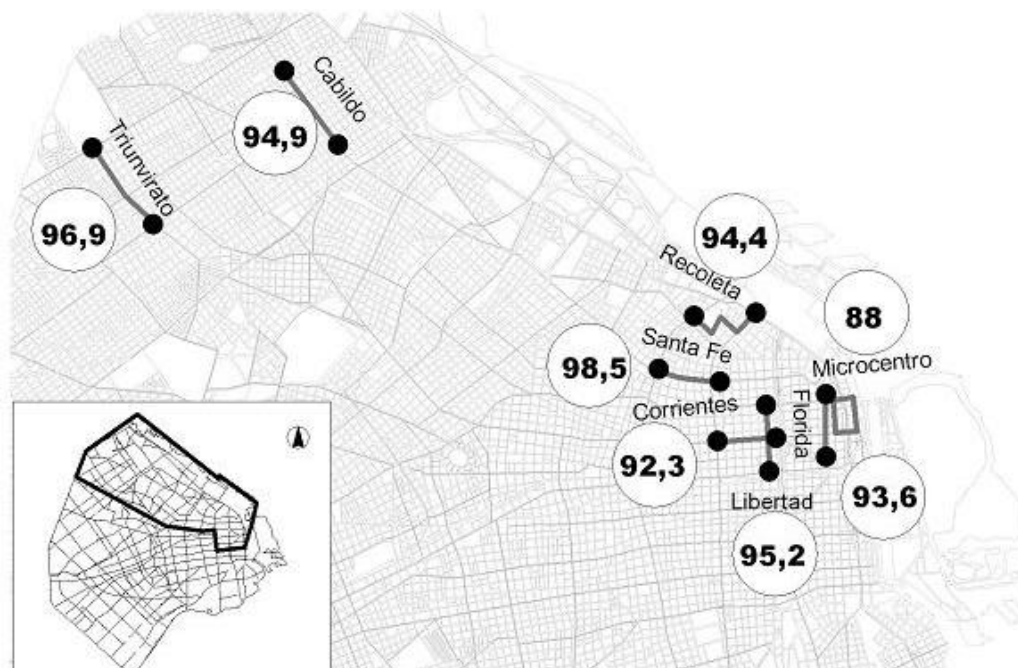 Cabildo
94,9
Triunvirato
96,9
94,4
Recoleta
88
Microcentro
Santa Fe
98,5
Florida
Corrientes
92,3
93,6
Libertad
95,2